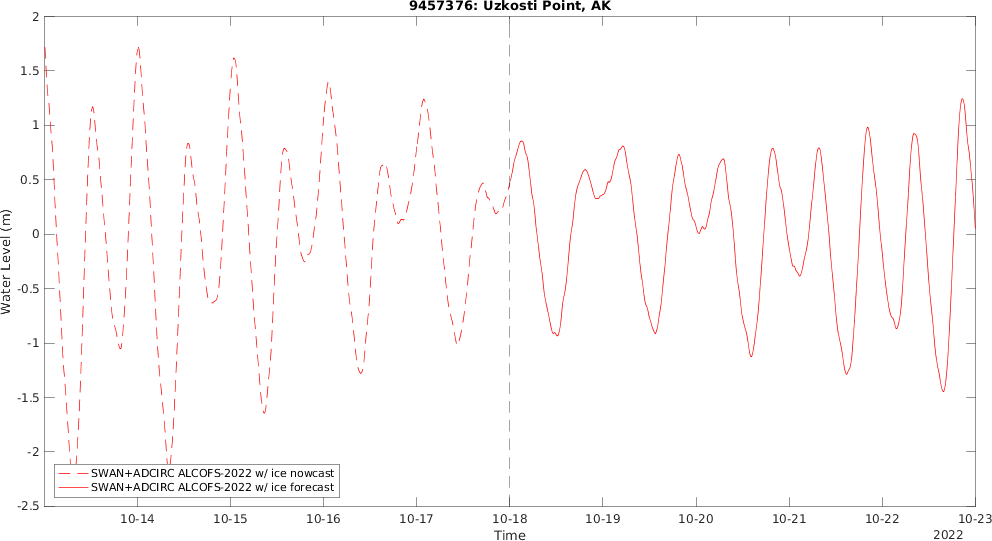 9457376: Uzkosti Point, AK
Water Level (m)
2
1.5
1
0.5
0
-0.5
-1
-1.5
-2
-2.5
SWAN+ADCIRC ALCOFS-2022 w/ ice nowcast
SWAN+ADCIRC ALCOFS-2022 w/ ice forecast
10-14 10-15 10-16 10-17 10-18 10-19 10-20 10-21 10-22 10-23
Time
2022